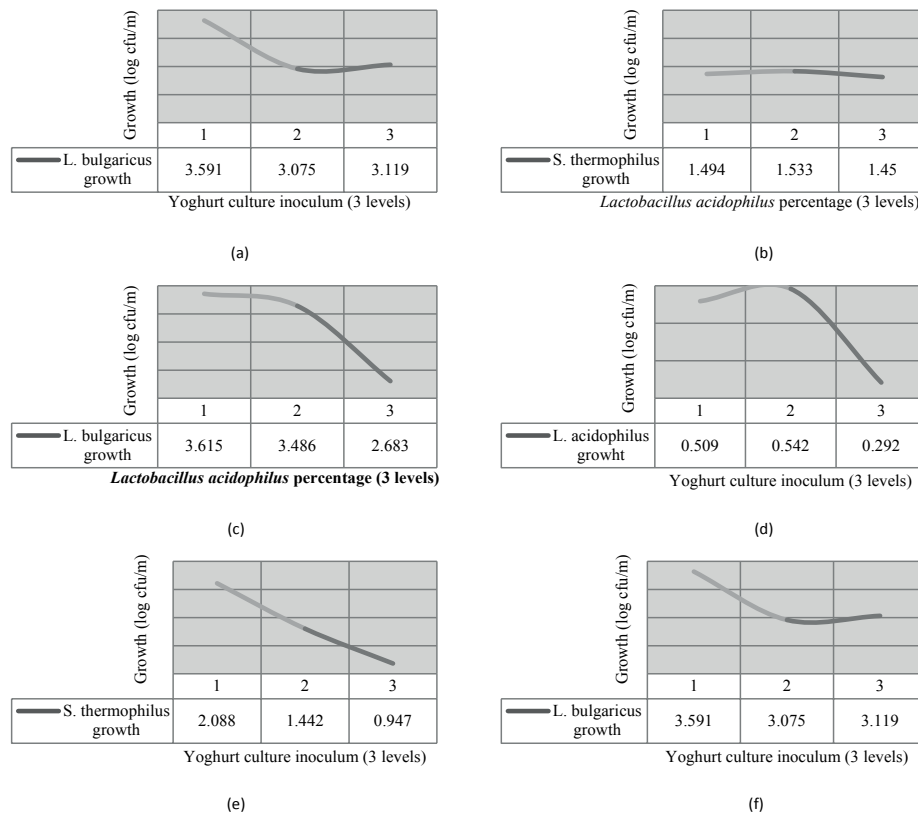 Growth (log cfu/m
1 2 3
L. bulgaricus growth 3.591 3.075 3.119
Yoghurt culture inoculum (3 levels)
(a)
Growth (log cfu/m
1 2 3
S. thermophilus growth 1.494 1.533 1.45
Lactobacillus acidophilus percentage (3 levels)
(b)
Growth (log cfu/m
1 2 3
L. bulgaricus growth 3.615 3.486 2.683
Lactobacillus acidophilus percentage (3 levels)
(c)
Growth (log cfu/m
1 2 3
L. acidophilus growht 0.509 0.542 0.292
Yoghurt culture inoculum (3 levels)
(d)
Growth (log cfu/m
1 2 3
S. thermophilus growth 2.088 1.442 0.947
Yoghurt culture inoculum (3 levels)
(e)
Growth (log cfu/m
1 2 3
L. bulgaricus growth 3.591 3.075 3.119
Yoghurt culture inoculum (3 levels)
(f)